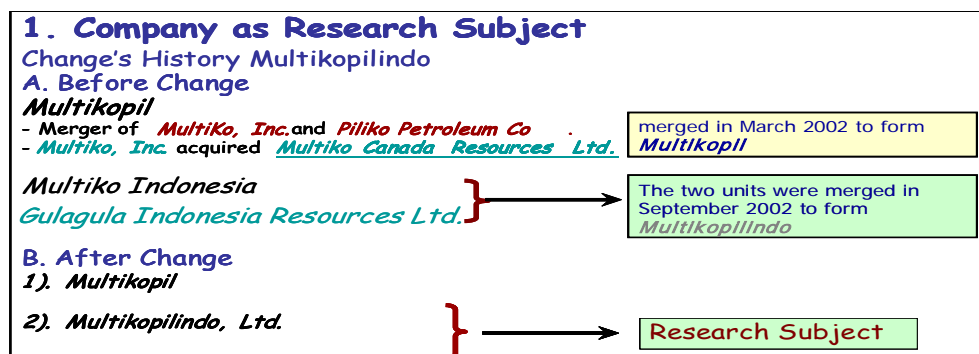 1. Company as Research Subject
Change's History Multikopilindo
A. Before Change
Multikopil
- Merger of MultiKo, Inc.and Piliko Petroleum Co .
- Multiko, Inc. acquired Multiko Canada Resources Ltd.
merged in March 2002 to form
Multikopil
Multiko Indonesia
Gulagula Indonesia Resources Ltd.
}
The two units were merged in
September 2002 to form
Multikopilindo
B. After Change
1). Multikopil
2). Multikopilindo, Ltd.
}
Research Subject